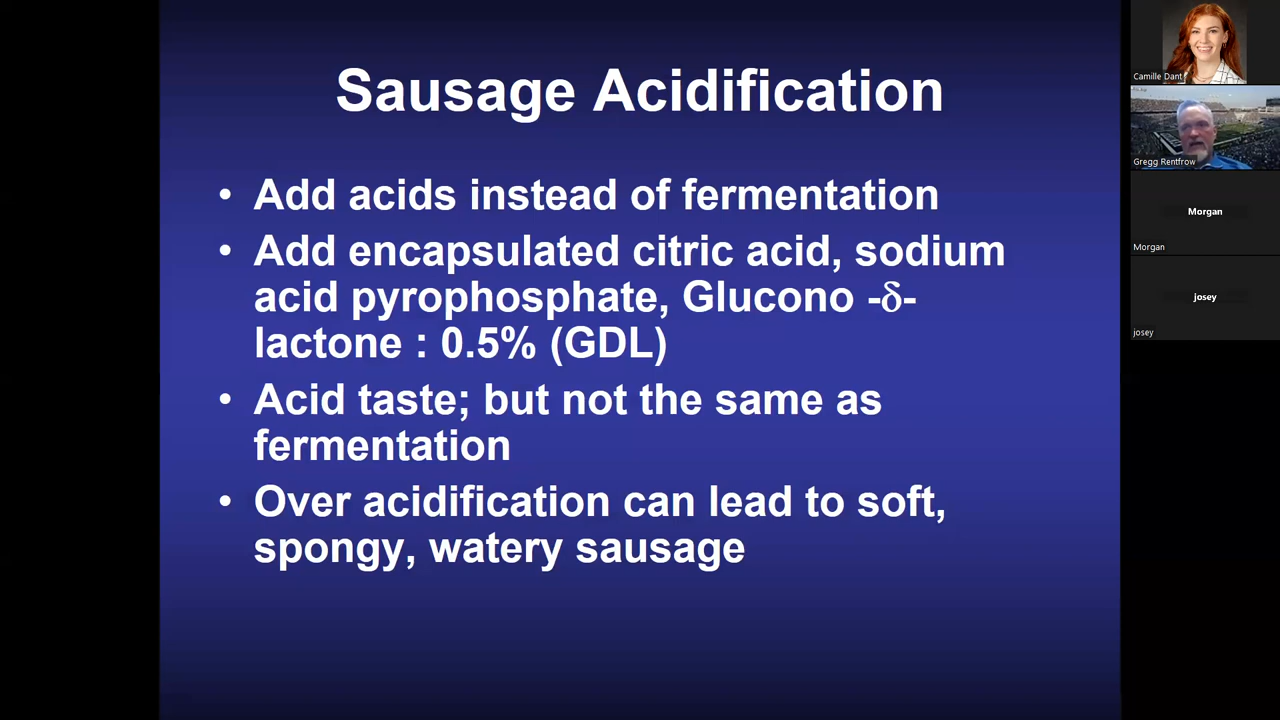 Sausage Acidification
• Add acids instead of fermentation
• Add encapsulated citric acid, sodium
acid pyrophosphate, Glucono -δ-
lactone : 0.5% (GDL)
• Acid taste; but not the same as
fermentation
• Over acidification can lead to soft,
spongy, watery sausage
Camille Dant
Gregg Rentfrow
Morgan
Morgan
josey
josey